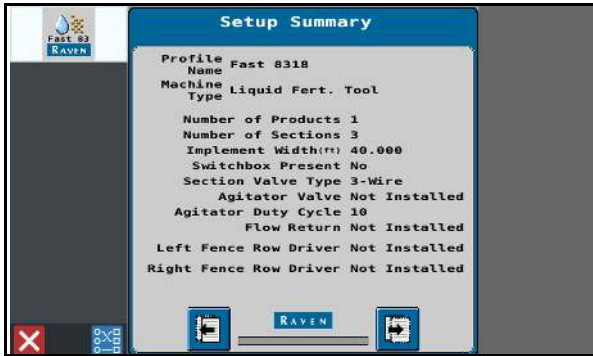 Setup Summary
Fast 83
RAVEN
Profile Name Fast 8318
Machine Type Liquid Fert. Tool
Number of Products 1
Number of Sections 3
Implement Width(ft) 40.000
Switchbox Present No
Section Valve Type 3-Wire
Agitator Valve Not Installed
Agitator Duty Cycle 10
Flow Return Not Installed
Left Fence Row Driver Not Installed
Right Fence Row Driver Not Installed
RAVEN